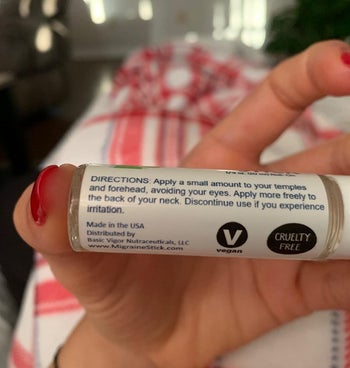 DIRECTIONS: Apply a small amount to your temples
and forehead, avoiding your eyes. Apply more freely to
the back of your neck. Discontinue use if you experience
irritation.
Made in the USA
Distributed by
Basic Vigor Nutraceuticals, LLC
www.MigraineStick.com
V
vegan
CRUELTY
FREE